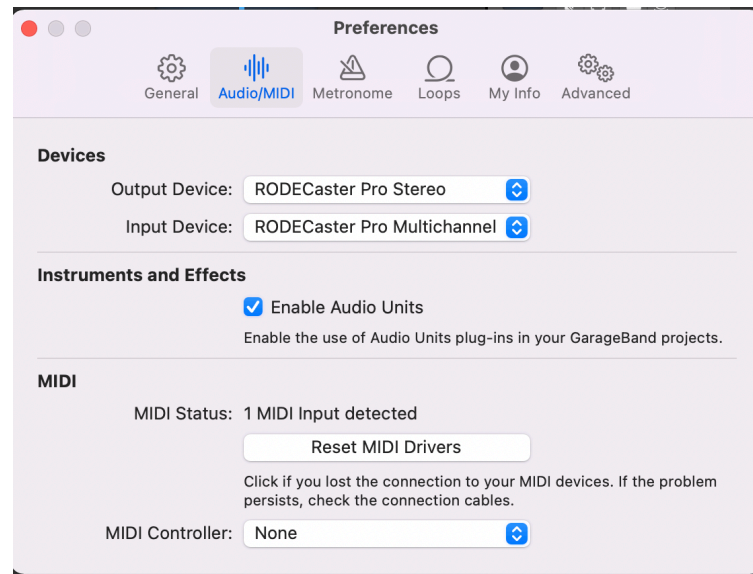 Preferences
General Audio/MIDI Metronome Loops My Info Advanced
Devices
Output Device: RODECaster Pro Stereo
Input Device: RODECaster Pro Multichannel
Instruments and Effects
Enable Audio Units
Enable the use of Audio Units plug-ins in your GarageBand projects.
MIDI
MIDI Status: 1 MIDI Input detected
Reset MIDI Drivers
Click if you lost the connection to your MIDI devices. If the problem
persists, check the connection cables.
MIDI Controller: None